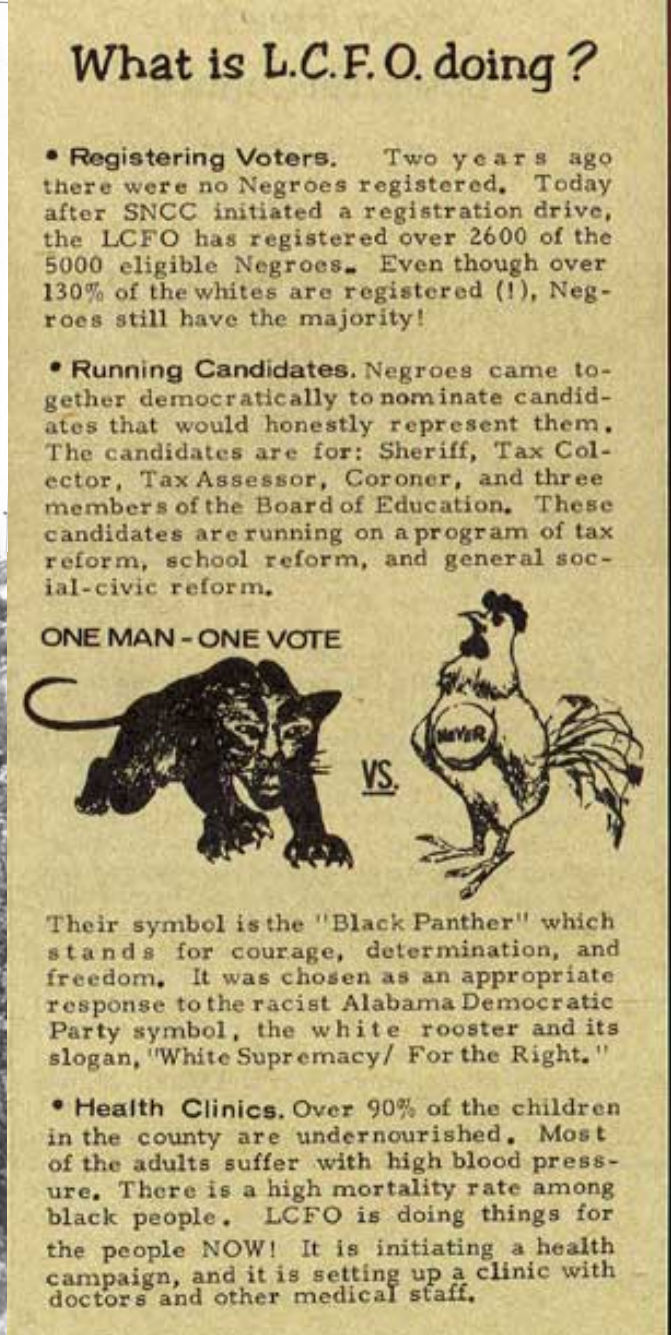 What is L.C.F.O. doing?
• Registering Voters. Two years ago
there were no Negroes registered. Today
after SNCC initiated a registration drive,
the LCFO has registered over 2600 of the
5000 eligible Negroes. Even though over
130% of the whites are registered (!), Neg-
roes still have the majority!
• Running Candidates. Negroes came to-
gether democratically to nominate candid-
ates that would honestly represent them.
The candidates are for: Sheriff, Tax Col-
ector, Tax Assessor, Coroner, and three
members of the Board of Education. These
candidates are running on a program of tax
reform, school reform, and general soc-
ial-civic reform.
ONE MAN - ONE VOTE
VS.
NEVER
Their symbol is the "Black Panther" which
stands for courage, determination, and
freedom. It was chosen as an appropriate
response to the racist Alabama Democratic
Party symbol, the white rooster and its
slogan, "White Supremacy/ For the Right."
• Health Clinics. Over 90% of the children
in the county are undernourished. Most
of the adults suffer with high blood press-
ure. There is a high mortality rate among
black people. LCFO is doing things for
the people NOW! It is initiating a health
campaign, and it is setting up a clinic with
doctors and other medical staff.